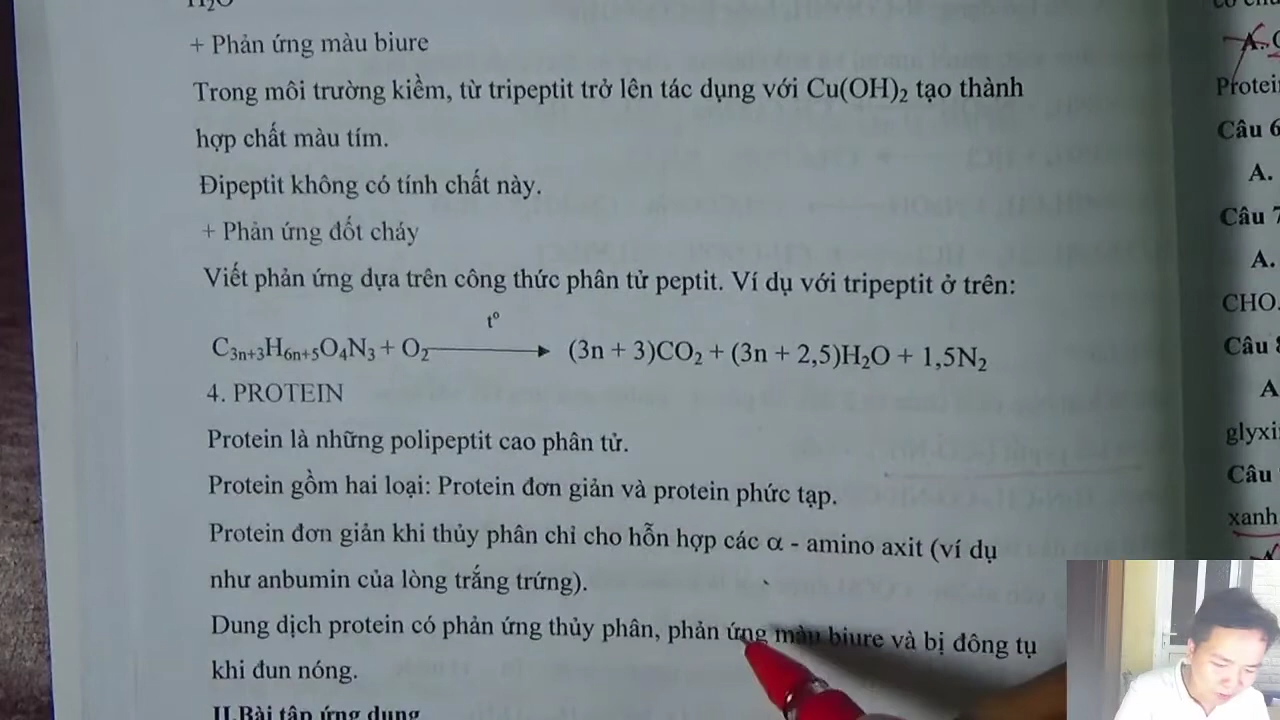 H₂O
+ Phản ứng màu biure
Trong môi trường kiềm, từ tripeptit trở lên tác dụng với Cu(OH)₂ tạo thành
hợp chất màu tím.
Đipeptit không có tính chất này.
+ Phản ứng đốt cháy
Viết phản ứng dựa trên công thức phân tử peptit. Ví dụ với tripeptit ở trên:
t°
C₃ₙ₊₃H₆ₙ₊₅O₄N₃ + O₂ ⟶ (3n + 3)CO₂ + (3n + 2,5)H₂O + 1,5N₂
4. PROTEIN
Protein là những polipeptit cao phân tử.
Protein gồm hai loại: Protein đơn giản và protein phức tạp.
Protein đơn giản khi thủy phân chỉ cho hỗn hợp các α - amino axit (ví dụ
như anbumin của lòng trắng trứng).
Dung dịch protein có phản ứng thủy phân, phản ứng màu biure và bị đông tụ
khi đun nóng.
II.Bài tập ứng dụng
A.
Protei
Câu 6
A.
Câu 7
A.
CHO.
Câu 8
A
glyxi
Câu
xanh